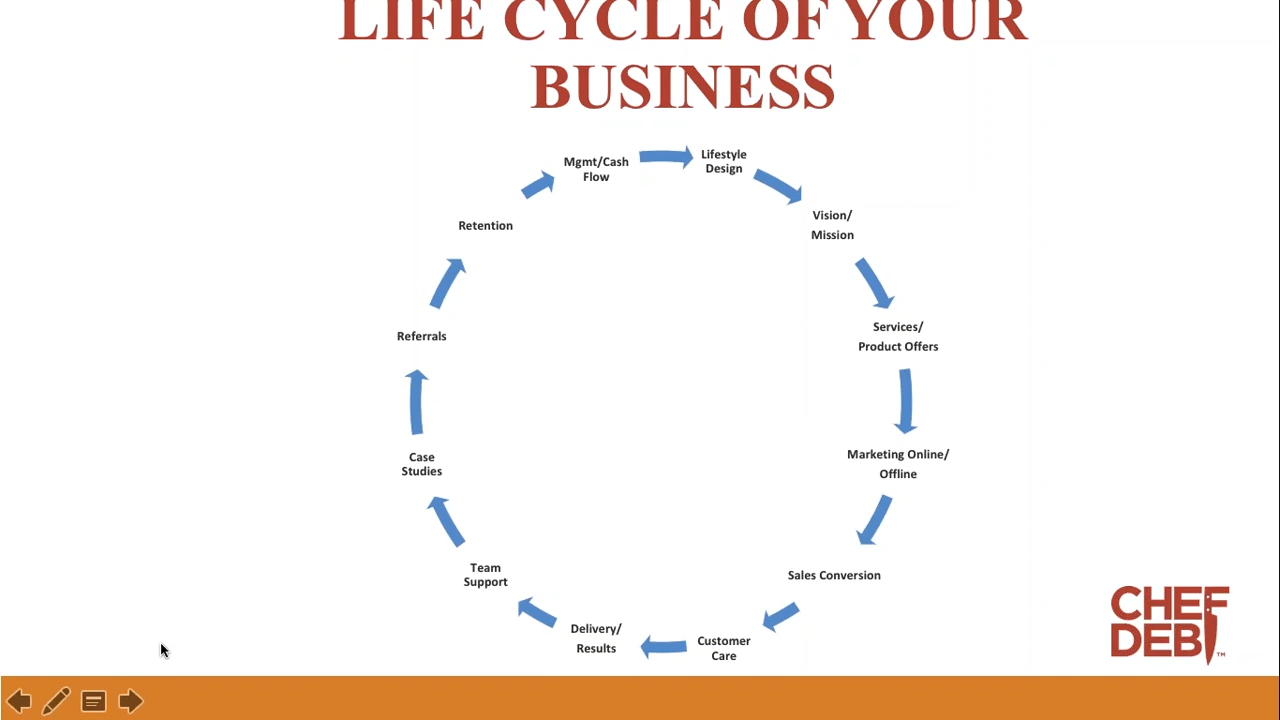 LIFE CYCLE OF YOUR
BUSINESS
Lifestyle
Design
Vision/
Mission
Services/
Product Offers
Marketing Online/
Offline
Sales Conversion
Customer
Care
Delivery/
Results
Team
Support
Case
Studies
Referrals
Retention
Mgmt/Cash
Flow
CHEF
DEBI™